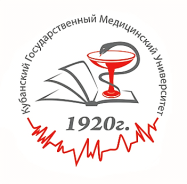 Кубанский Государственный Медицинский Университет
1920г.